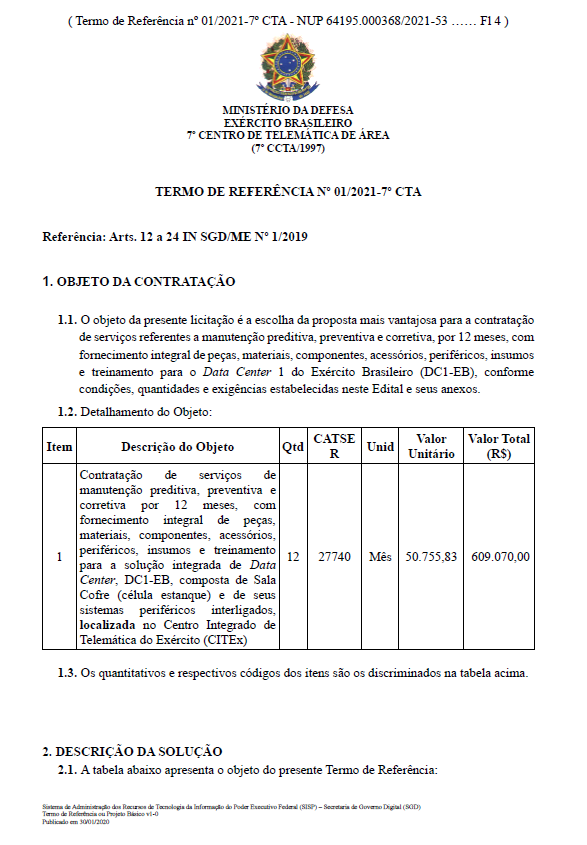 ( Termo de Referência nº 01/2021-7º CTA - NUP 64195.000368/2021-53 …… Fl 4 )
MINISTÉRIO DA DEFESA
EXÉRCITO BRASILEIRO
7º CENTRO DE TELEMÁTICA DE ÁREA
(7º CCTA/1997)
TERMO DE REFERÊNCIA Nº 01/2021-7º CTA
Referência: Arts. 12 a 24 IN SGD/ME Nº 1/2019
1. OBJETO DA CONTRATAÇÃO
1.1. O objeto da presente licitação é a escolha da proposta mais vantajosa para a contratação
de serviços referentes a manutenção preditiva, preventiva e corretiva, por 12 meses, com
fornecimento integral de peças, materiais, componentes, acessórios, periféricos, insumos
e treinamento para o Data Center 1 do Exército Brasileiro (DC1-EB), conforme
condições, quantidades e exigências estabelecidas neste Edital e seus anexos.
1.2. Detalhamento do Objeto:
Item Descrição do Objeto Qtd CATSE
R Unid Valor
Unitário Valor Total
(R$)
Contratação de serviços de
manutenção preditiva, preventiva e
corretiva por 12 meses, com
fornecimento integral de peças,
materiais, componentes, acessórios,
periféricos, insumos e treinamento
1 para a solução integrada de Data 12 27740 Mês 50.755,83 609.070,00
Center, DC1-EB, composta de Sala
Cofre (célula estanque) e de seus
sistemas periféricos interligados,
localizada no Centro Integrado de
Telemática do Exército (CITEx)
1.3. Os quantitativos e respectivos códigos dos itens são os discriminados na tabela acima.
2. DESCRIÇÃO DA SOLUÇÃO
2.1. A tabela abaixo apresenta o objeto do presente Termo de Referência:
Sistema de Administração dos Recursos de Tecnologia da Informação do Poder Executivo Federal (SISP) – Secretaria de Governo Digital (SGD)
Termo de Referência ou Projeto Básico v1-0
Publicado em 30/01/2020